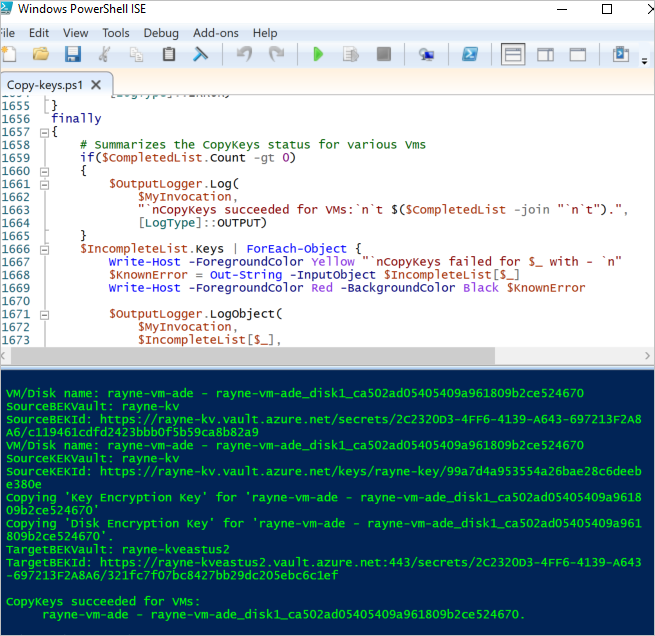 Windows PowerShell ISE
File Edit View Tools Debug Add-ons Help
Copy-keys.ps1
1655 }
1656 finally
1657 {
1658 # Summarizes the CopyKeys status for various Vms
1659 if($CompletedList.Count -gt 0)
1660 {
1661 $OutputLogger.Log(
1662 $MyInvocation,
1663 "`nCopyKeys succeeded for VMs:`n`t $($CompletedList -join "`n`t").",
1664 [LogType]::OUTPUT)
1665 }
1666 $IncompleteList.Keys | ForEach-Object {
1667 Write-Host -ForegroundColor Yellow "`nCopyKeys failed for $_ with - `n"
1668 $KnownError = Out-String -InputObject $IncompleteList[$_]
1669 Write-Host -ForegroundColor Red -BackgroundColor Black $KnownError
1670
1671 $OutputLogger.LogObject(
1672 $MyInvocation,
1673 $IncompleteList[$_],
VM/Disk name: rayne-vm-ade - rayne-vm-ade_disk1_ca502ad05405409a961809b2ce524670
SourceBEKVault: rayne-kv
SourceBEKId: https://rayne-kv.vault.azure.net/secrets/2C2320D3-4FF6-4139-A643-697213F2A8
A6/c119461cdfd2423bbb0f5b59ca8b82a9
VM/Disk name: rayne-vm-ade - rayne-vm-ade_disk1_ca502ad05405409a961809b2ce524670
SourceKEKVault: rayne-kv
SourceKEKId: https://rayne-kv.vault.azure.net/keys/rayne-key/99a7d4a953554a26bae28c6deeb
e380e
Copying 'Key Encryption Key' for 'rayne-vm-ade - rayne-vm-ade_disk1_ca502ad05405409a9618
09b2ce524670'
Copying 'Disk Encryption Key' for 'rayne-vm-ade - rayne-vm-ade_disk1_ca502ad05405409a961
809b2ce524670'.
TargetBEKVault: rayne-kveastus2
TargetBEKId: https://rayne-kveastus2.vault.azure.net:443/secrets/2C2320D3-4FF6-4139-A643
-697213F2A8A6/321fc7f07bc8427bb29dc205ebc6c1ef
CopyKeys succeeded for VMs:
rayne-vm-ade - rayne-vm-ade_disk1_ca502ad05405409a961809b2ce524670.